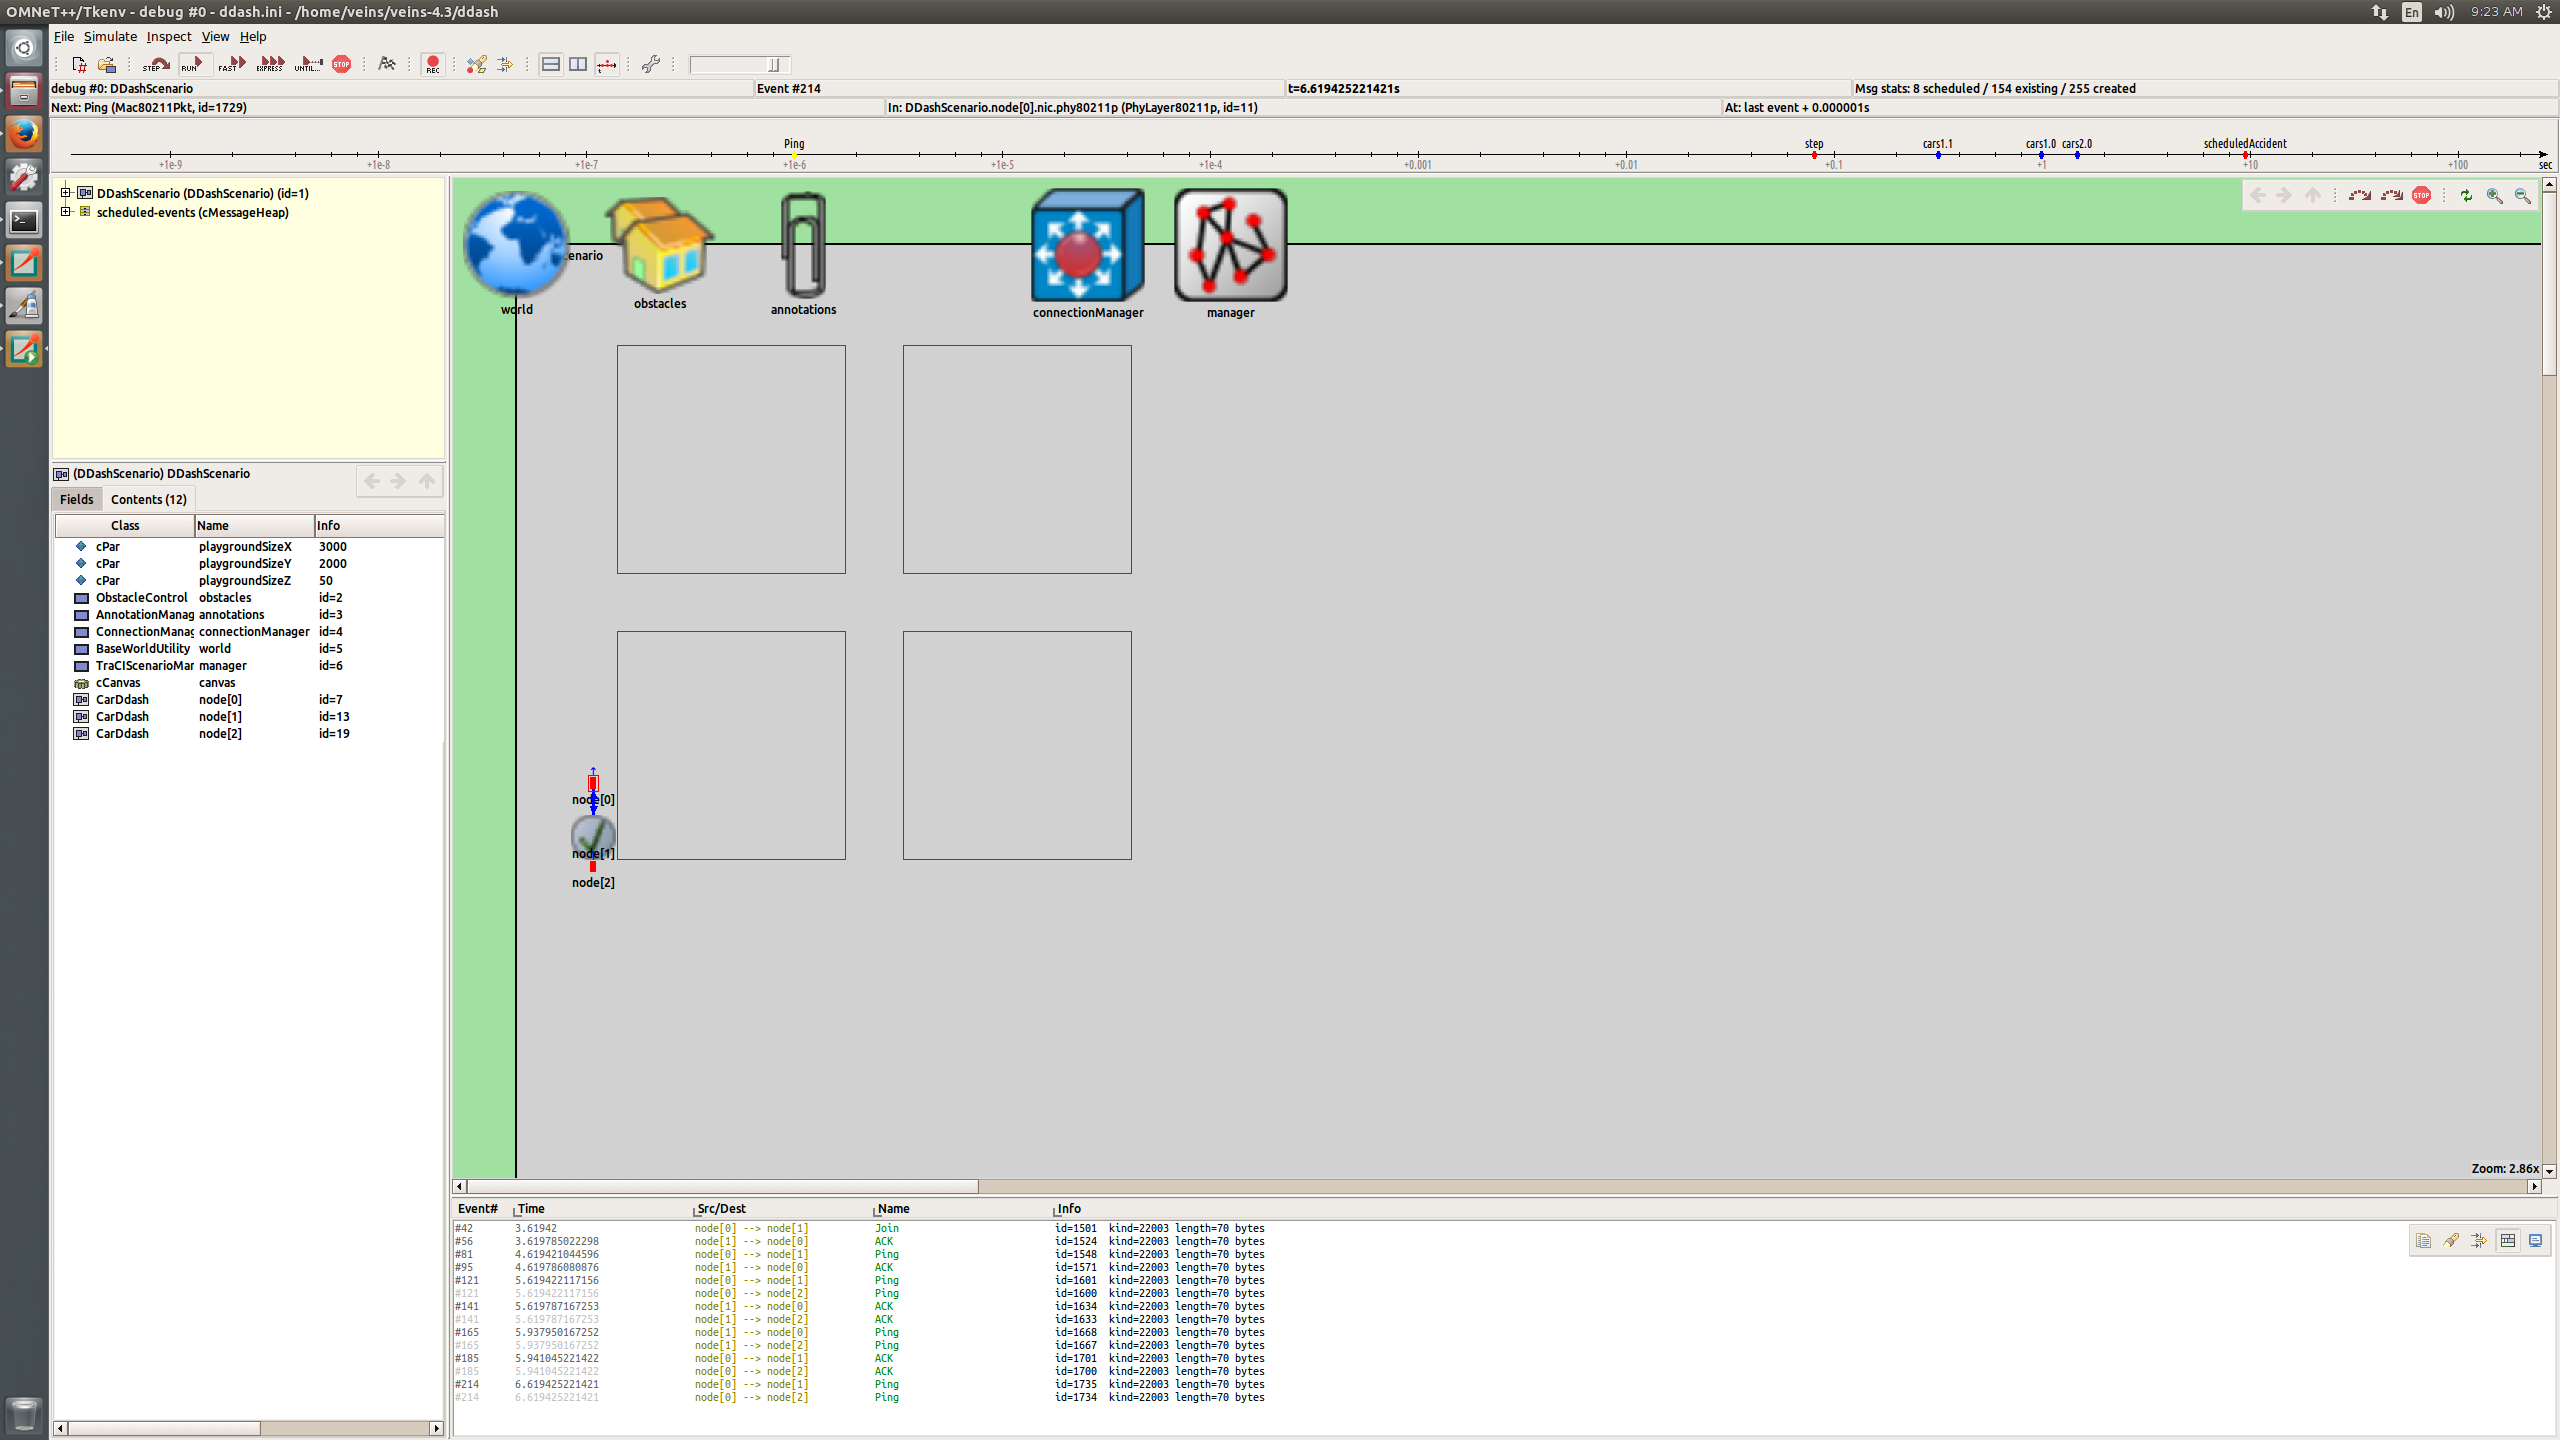 OMNeT++/Tkenv - debug #0 - ddash.ini - /home/veins/veins-4.3/ddash
En
9:23 AM
File Simulate Inspect View Help
STEP RUN FAST EXPRESS UNTIL... STOP REC
debug #0: DDashScenario
Event #214
t=6.619425221421s
Msg stats: 8 scheduled / 154 existing / 255 created
Next: Ping (Mac80211Pkt, id=1729)
In: DDashScenario.node[0].nic.phy80211p (PhyLayer80211p, id=11)
At: last event + 0.000001s
Ping step cars1.1 cars1.0 cars2.0 scheduledAccident
+1e-9 +1e-8 +1e-7 +1e-6 +1e-5 +1e-4 +0.001 +0.01 +0.1 +1 +10 +100 sec
DDashScenario (DDashScenario) (id=1)
scheduled-events (cMessageHeap)
(DDashScenario) DDashScenario
Fields Contents (12)
Class Name Info
cPar playgroundSizeX 3000
cPar playgroundSizeY 2000
cPar playgroundSizeZ 50
ObstacleControl obstacles id=2
AnnotationManag annotations id=3
ConnectionManag connectionManager id=4
BaseWorldUtility world id=5
TraCIScenarioMar manager id=6
cCanvas canvas
CarDdash node[0] id=7
CarDdash node[1] id=13
CarDdash node[2] id=19
STOP
enario
world
obstacles
annotations
connectionManager
manager
node[0]
node[1]
node[2]
Zoom: 2.86x
Event# Time Src/Dest Name Info
#42 3.61942 node[0] --> node[1] Join id=1501 kind=22003 length=70 bytes
#56 3.619785022298 node[1] --> node[0] ACK id=1524 kind=22003 length=70 bytes
#81 4.619421044596 node[0] --> node[1] Ping id=1548 kind=22003 length=70 bytes
#95 4.619786080876 node[1] --> node[0] ACK id=1571 kind=22003 length=70 bytes
#121 5.619422117156 node[0] --> node[1] Ping id=1601 kind=22003 length=70 bytes
#121 5.619422117156 node[0] --> node[2] Ping id=1600 kind=22003 length=70 bytes
#141 5.619787167253 node[1] --> node[0] ACK id=1634 kind=22003 length=70 bytes
#141 5.619787167253 node[1] --> node[2] ACK id=1633 kind=22003 length=70 bytes
#165 5.937950167252 node[1] --> node[0] Ping id=1668 kind=22003 length=70 bytes
#165 5.937950167252 node[1] --> node[2] Ping id=1667 kind=22003 length=70 bytes
#185 5.941045221422 node[0] --> node[1] ACK id=1701 kind=22003 length=70 bytes
#185 5.941045221422 node[0] --> node[2] ACK id=1700 kind=22003 length=70 bytes
#214 6.619425221421 node[0] --> node[1] Ping id=1735 kind=22003 length=70 bytes
#214 6.619425221421 node[0] --> node[2] Ping id=1734 kind=22003 length=70 bytes